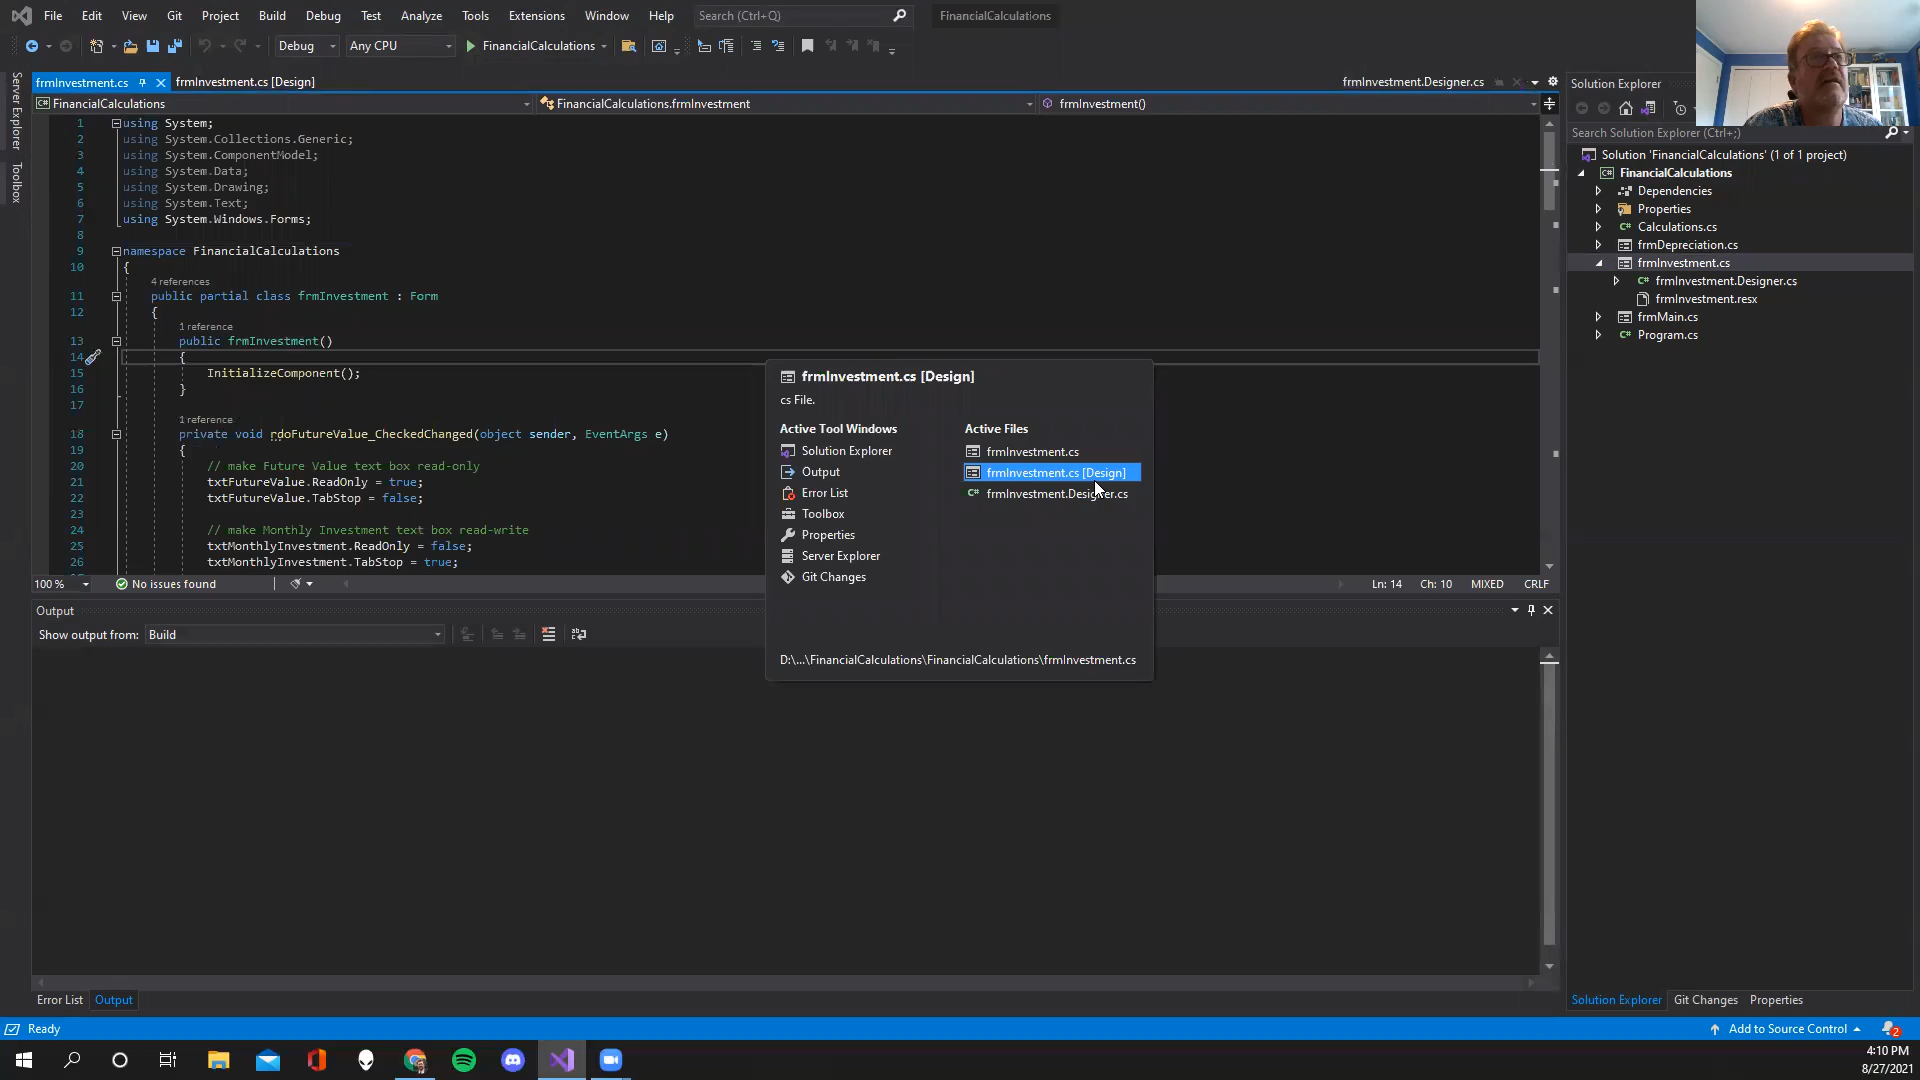 File Edit View Git Project Build Debug Test Analyze Tools Extensions Window Help Search (Ctrl+Q) FinancialCalculations
Debug Any CPU FinancialCalculations
frmInvestment.cs frmInvestment.cs [Design] frmInvestment.Designer.cs
FinancialCalculations FinancialCalculations.frmInvestment frmInvestment()
1 using System;
2 using System.Collections.Generic;
3 using System.ComponentModel;
4 using System.Data;
5 using System.Drawing;
6 using System.Text;
7 using System.Windows.Forms;
8
9 namespace FinancialCalculations
10 {
4 references
11 public partial class frmInvestment : Form
12 {
1 reference
13 public frmInvestment()
14 {
15 InitializeComponent();
16 }
17
1 reference
18 private void rdoFutureValue_CheckedChanged(object sender, EventArgs e)
19 {
20 // make Future Value text box read-only
21 txtFutureValue.ReadOnly = true;
22 txtFutureValue.TabStop = false;
23
24 // make Monthly Investment text box read-write
25 txtMonthlyInvestment.ReadOnly = false;
26 txtMonthlyInvestment.TabStop = true;
100 % No issues found Ln: 14 Ch: 10 MIXED CRLF
frmInvestment.cs [Design]
cs File.
Active Tool Windows
Solution Explorer
Output
Error List
Toolbox
Properties
Server Explorer
Git Changes
Active Files
frmInvestment.cs
frmInvestment.cs [Design]
frmInvestment.Designer.cs
D:\...\FinancialCalculations\FinancialCalculations\frmInvestment.cs
Server Explorer
Toolbox
Output
Show output from: Build
Error List Output
Solution Explorer
Search Solution Explorer (Ctrl+;)
Solution 'FinancialCalculations' (1 of 1 project)
FinancialCalculations
Dependencies
Properties
Calculations.cs
frmDepreciation.cs
frmInvestment.cs
frmInvestment.Designer.cs
frmInvestment.resx
frmMain.cs
Program.cs
Solution Explorer Git Changes Properties
Ready Add to Source Control 2
4:10 PM
8/27/2021